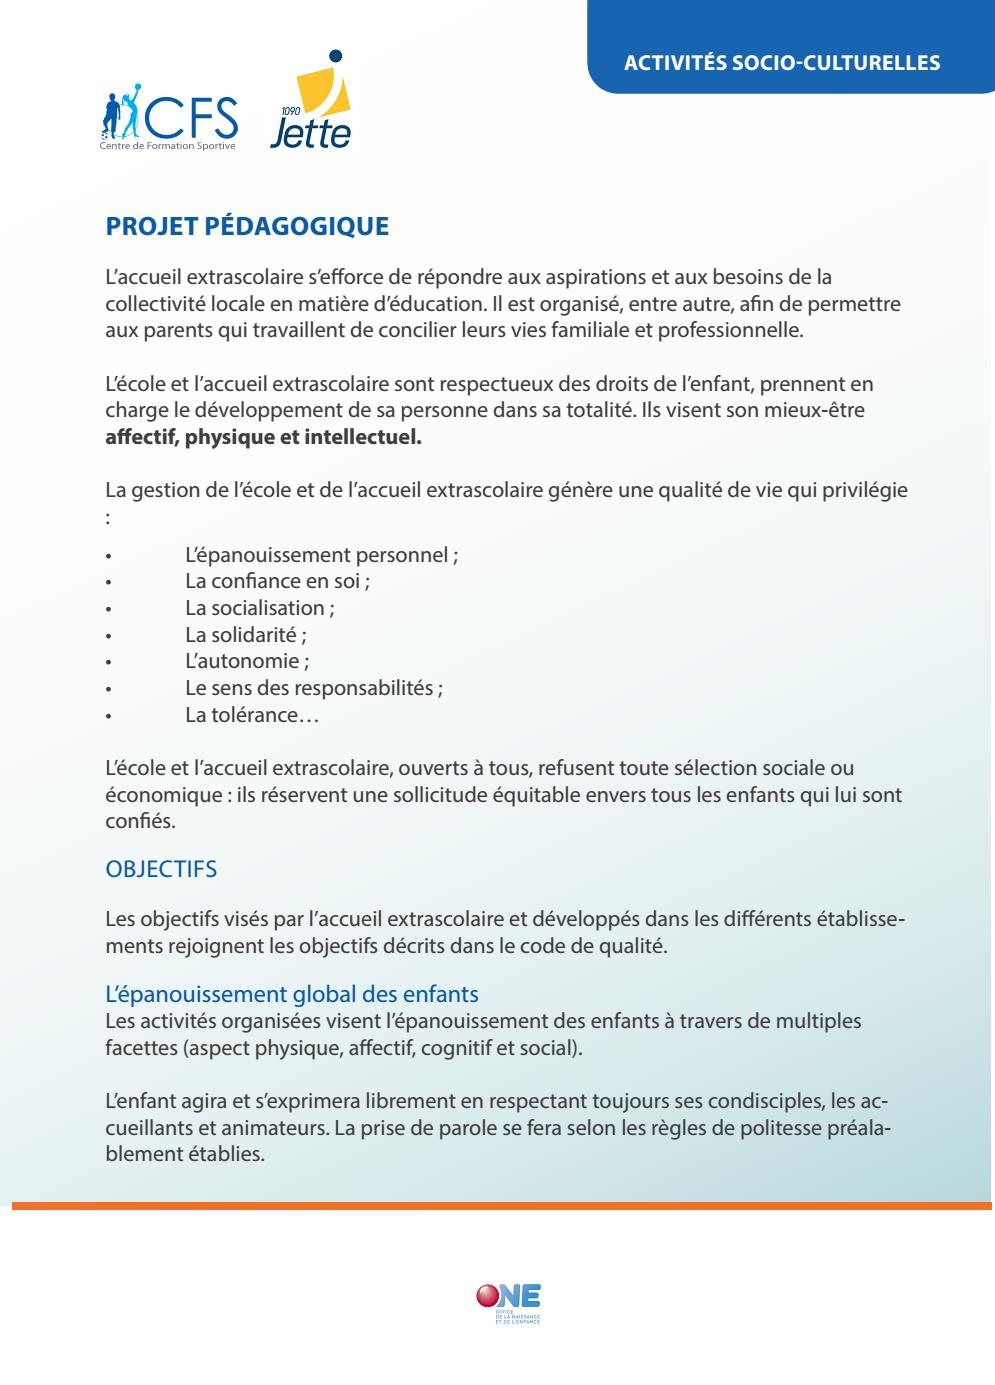 ACTIVITÉS SOCIO-CULTURELLES
CFS
Centre de Formation Sportive
1090
Jette
PROJET PÉDAGOGIQUE
L’accueil extrascolaire s’efforce de répondre aux aspirations et aux besoins de la
collectivité locale en matière d’éducation. Il est organisé, entre autre, afin de permettre
aux parents qui travaillent de concilier leurs vies familiale et professionnelle.
L’école et l’accueil extrascolaire sont respectueux des droits de l’enfant, prennent en
charge le développement de sa personne dans sa totalité. Ils visent son mieux-être
affectif, physique et intellectuel.
La gestion de l’école et de l’accueil extrascolaire génère une qualité de vie qui privilégie
:
• L’épanouissement personnel ;
• La confiance en soi ;
• La socialisation ;
• La solidarité ;
• L’autonomie ;
• Le sens des responsabilités ;
• La tolérance…
L’école et l’accueil extrascolaire, ouverts à tous, refusent toute sélection sociale ou
économique : ils réservent une sollicitude équitable envers tous les enfants qui lui sont
confiés.
OBJECTIFS
Les objectifs visés par l’accueil extrascolaire et développés dans les différents établisse-
ments rejoignent les objectifs décrits dans le code de qualité.
L’épanouissement global des enfants
Les activités organisées visent l’épanouissement des enfants à travers de multiples
facettes (aspect physique, affectif, cognitif et social).
L’enfant agira et s’exprimera librement en respectant toujours ses condisciples, les ac-
cueillants et animateurs. La prise de parole se fera selon les règles de politesse préala-
blement établies.
ONE
OFFICE
DE LA NAISSANCE
ET DE L’ENFANCE